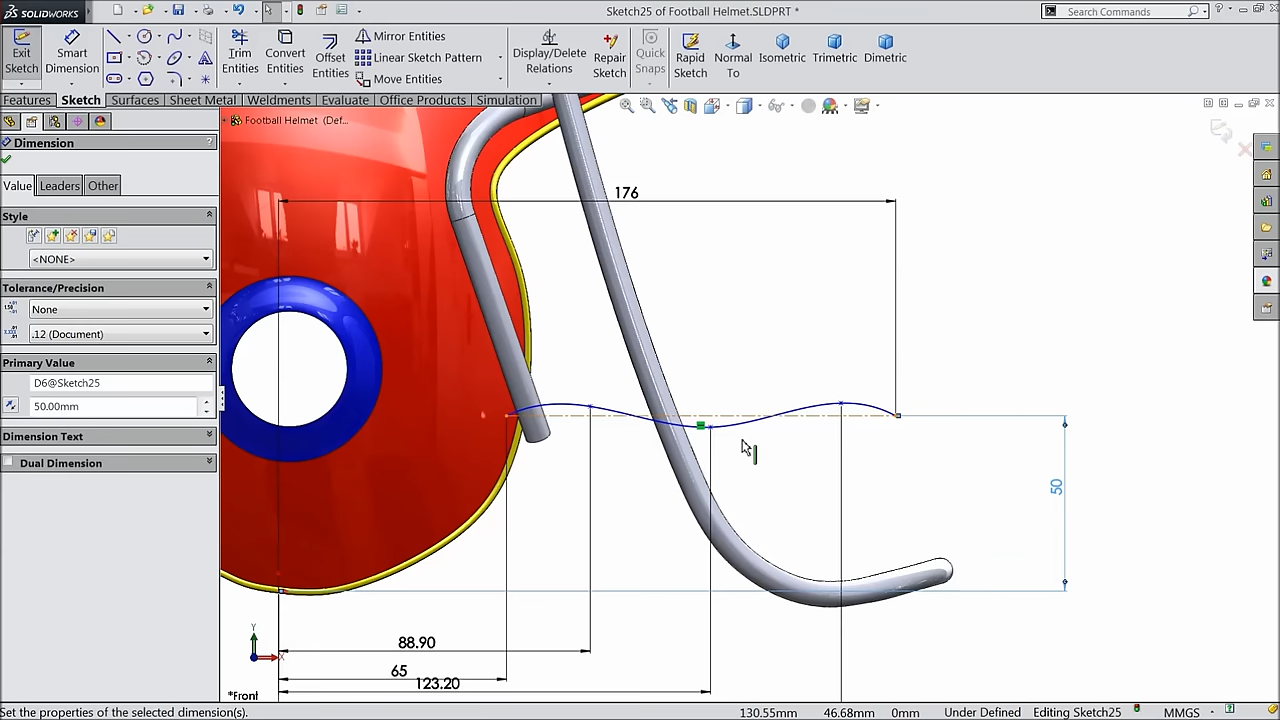 SOLIDWORKS
Sketch25 of Football Helmet.SLDPRT *
Search Commands
Exit Sketch
Smart Dimension
Trim Entities
Convert Entities
Offset Entities
Mirror Entities
Linear Sketch Pattern
Move Entities
Display/Delete Relations
Repair Sketch
Quick Snaps
Rapid Sketch
Normal To
Isometric
Trimetric
Dimetric
Features
Sketch
Surfaces
Sheet Metal
Weldments
Evaluate
Office Products
Simulation
Football Helmet (Def...
Dimension
?
Value
Leaders
Other
Style
<NONE>
Tolerance/Precision
None
.12 (Document)
Primary Value
D6@Sketch25
50.00mm
Dimension Text
Dual Dimension
176
50
88.90
65
123.20
Y
X
*Front
Set the properties of the selected dimension(s).
130.55mm
46.68mm
0mm
Under Defined
Editing Sketch25
MMGS